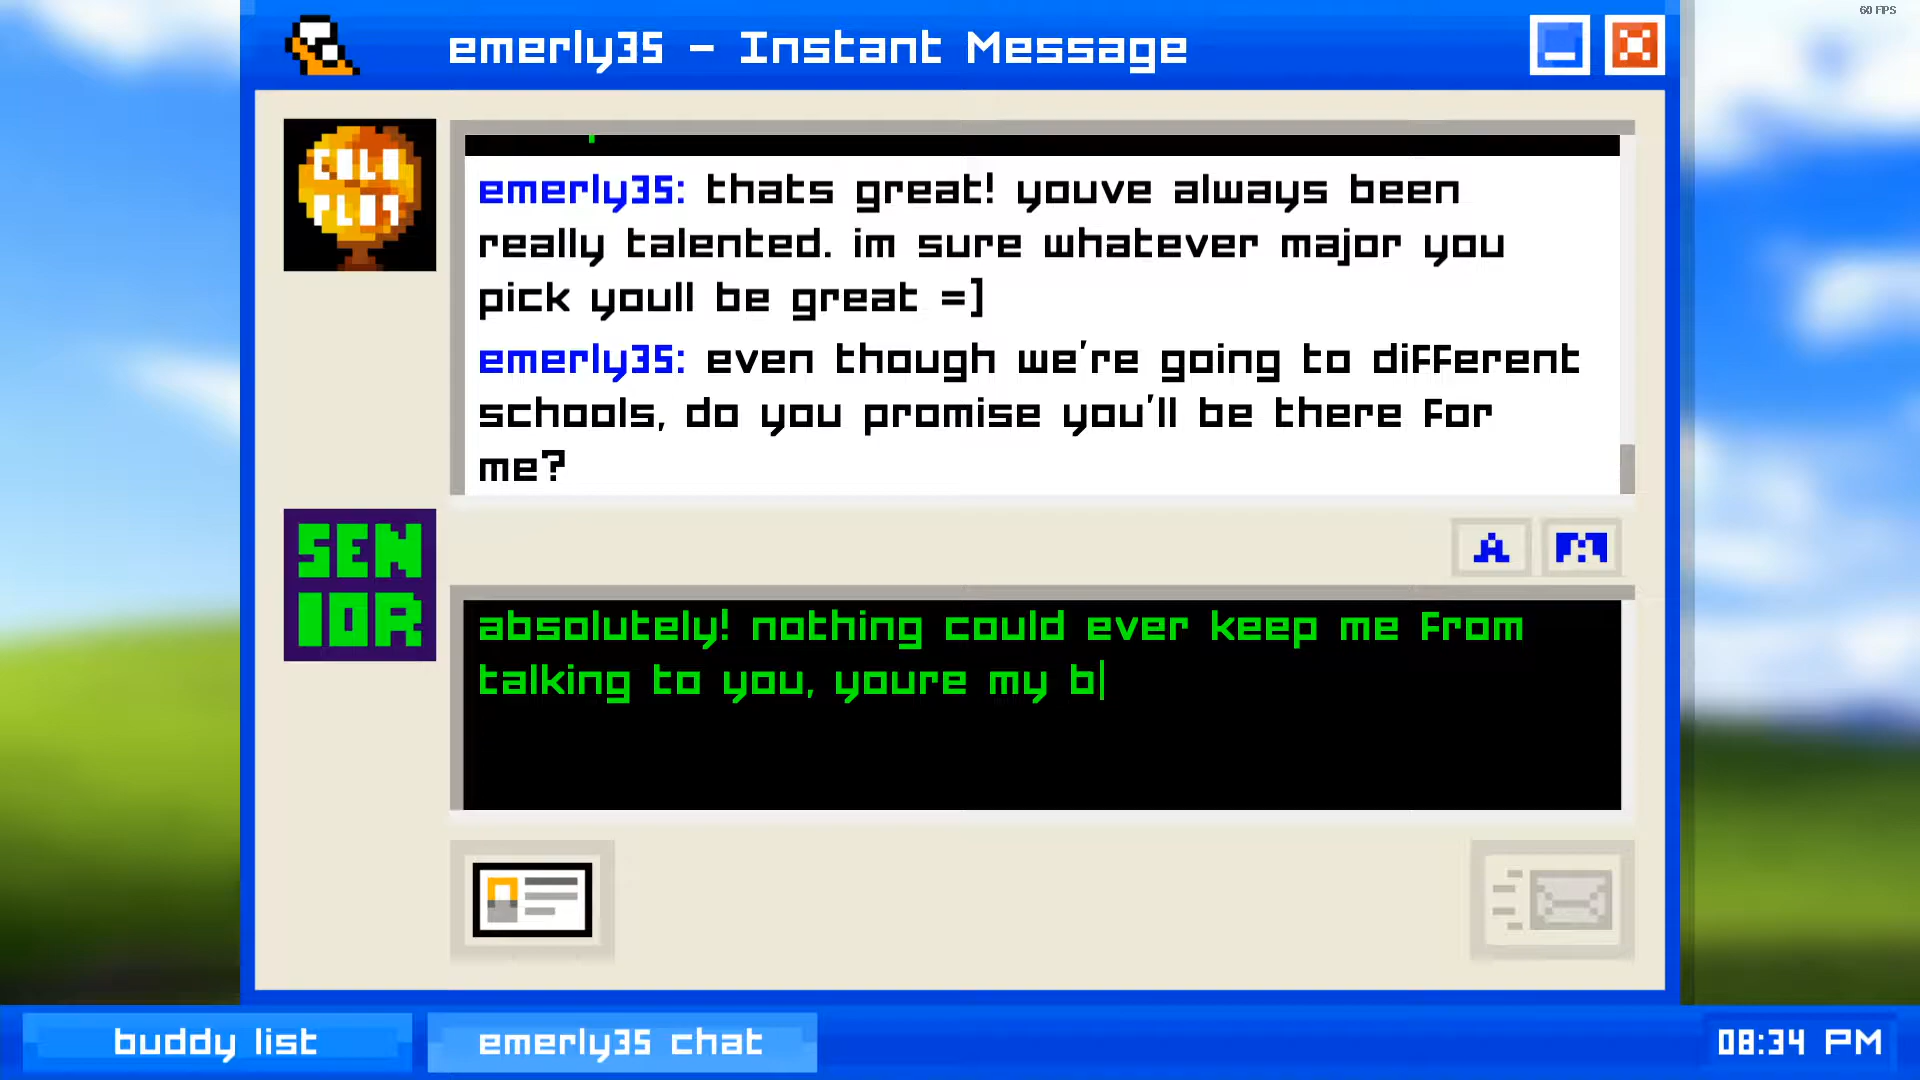 60 FPS
emerly35 - Instant Message
COLD
PLAY
emerly35: thats great! youve always been
really talented. im sure whatever major you
pick youll be great =]
emerly35: even though we're going to different
schools, do you promise you'll be there for
me?
SEN
IOR
A
absolutely! nothing could ever keep me from
talking to you, youre my b
buddy list
emerly35 chat
08:34 PM